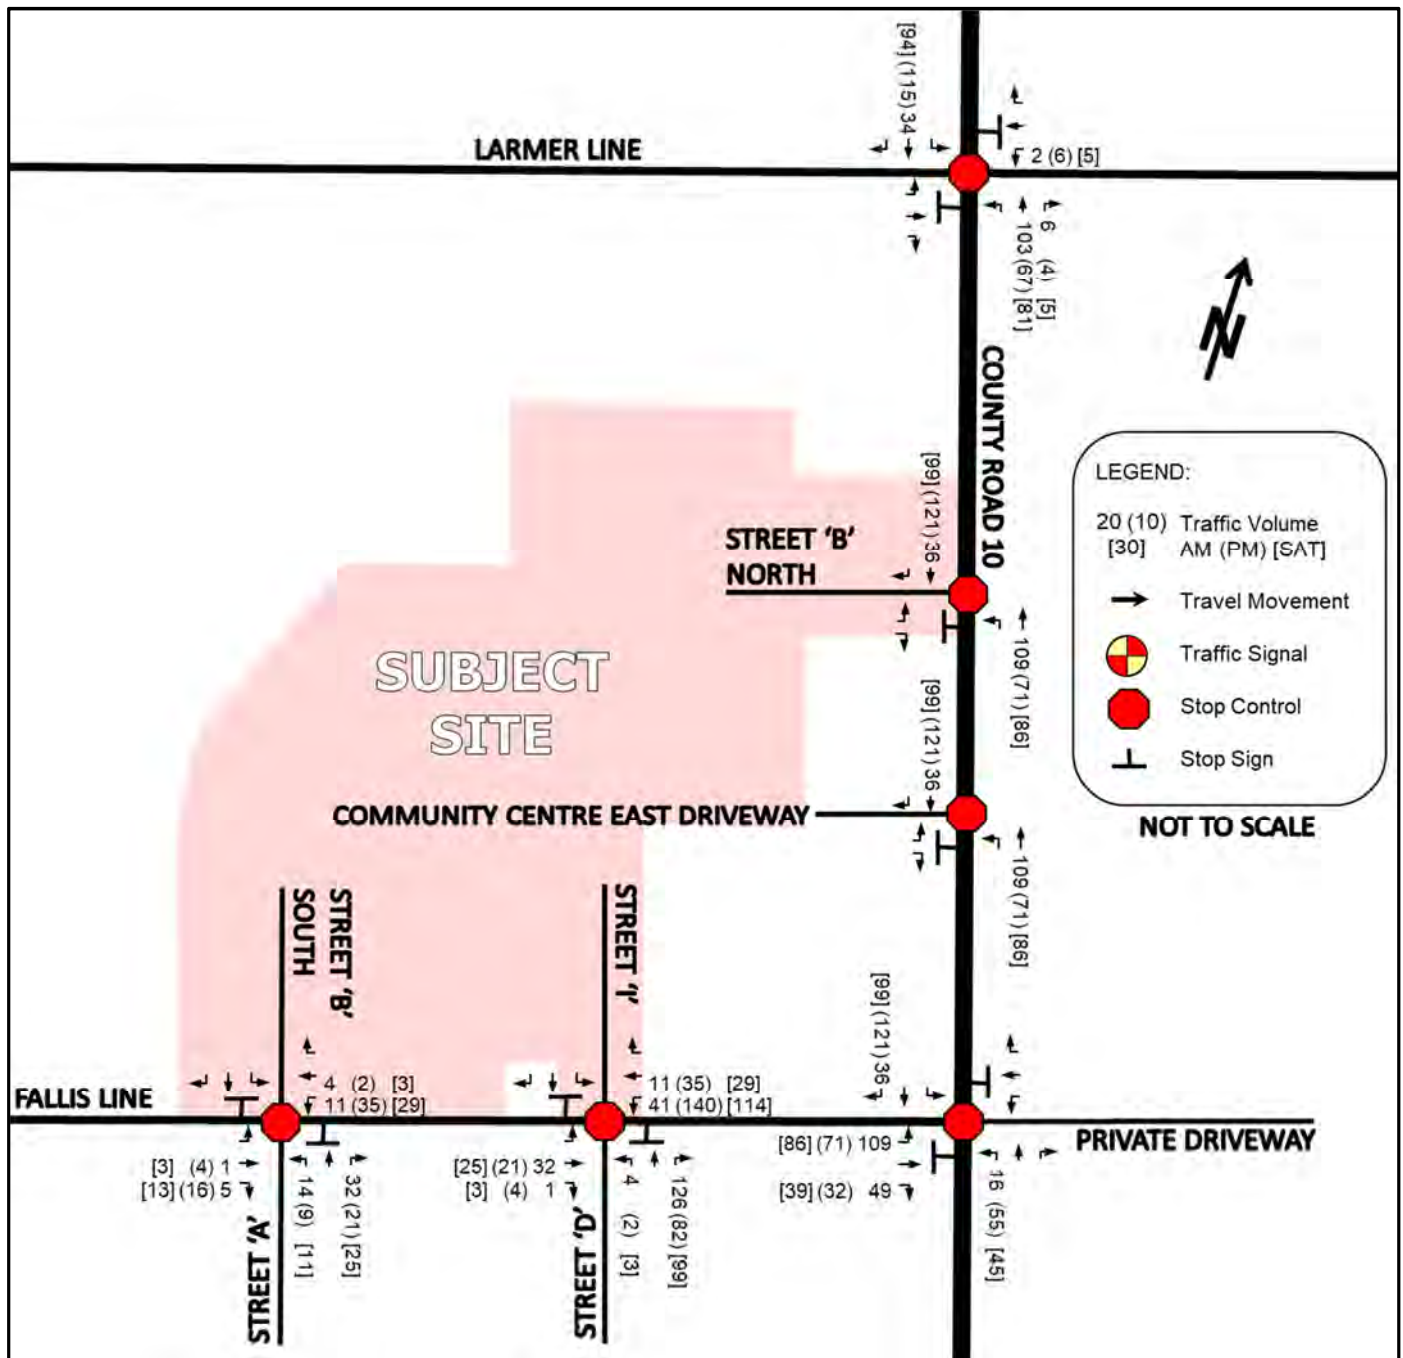 [94] (115) 34
LARMER LINE
2 (6) [5]
6 (4) [5]
103 (67) [81]
N
COUNTY ROAD 10
LEGEND:
20 (10) Traffic Volume
[30] AM (PM) [SAT]
Travel Movement
Traffic Signal
Stop Control
Stop Sign
NOT TO SCALE
[99] (121) 36
STREET ‘B’
NORTH
109 (71) [86]
SUBJECT
SITE
[99] (121) 36
COMMUNITY CENTRE EAST DRIVEWAY
109 (71) [86]
STREET ‘B’
SOUTH
STREET ‘I’
[99] (121) 36
FALLIS LINE
4 (2) [3]
11 (35) [29]
11 (35) [29]
41 (140) [114]
PRIVATE DRIVEWAY
[3] (4) 1
[13] (16) 5
14 (9) [11]
32 (21) [25]
STREET ‘A’
[25] (21) 32
[3] (4) 1
4 (2) [3]
126 (82) [99]
STREET ‘D’
[86] (71) 109
[39] (32) 49
16 (55) [45]